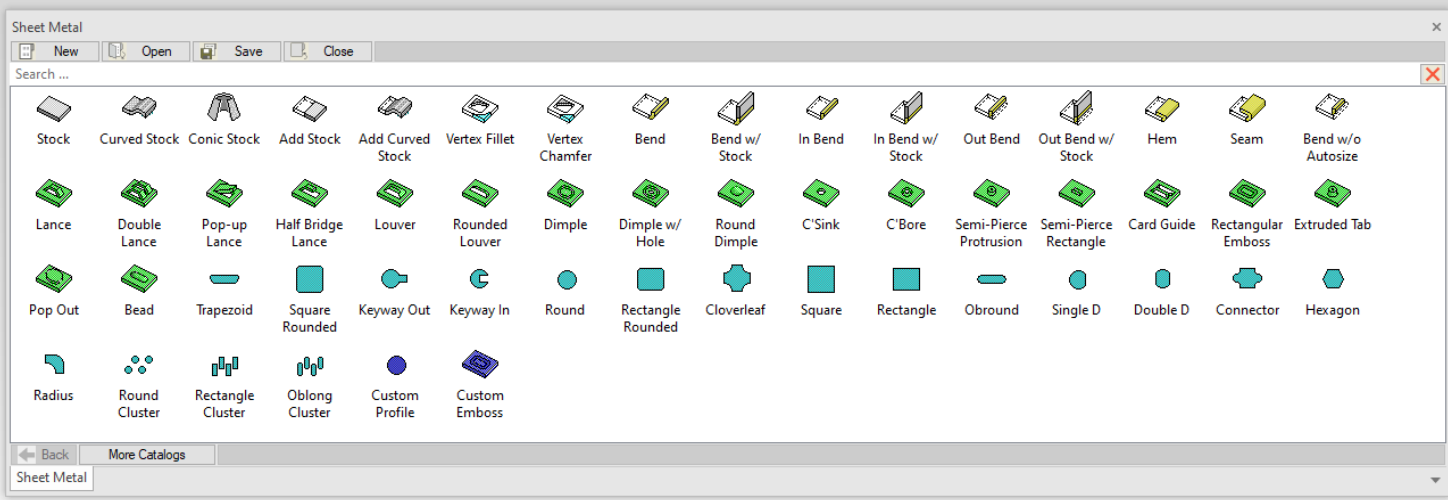 Sheet Metal
New Open Save Close
Search ...
Stock Curved Stock Conic Stock Add Stock Add Curved Stock Vertex Fillet Vertex Chamfer Bend Bend w/ Stock In Bend In Bend w/ Stock Out Bend Out Bend w/ Stock Hem Seam Bend w/o Autosize
Lance Double Lance Pop-up Lance Half Bridge Lance Louver Rounded Louver Dimple Dimple w/ Hole Round Dimple C'Sink C'Bore Semi-Pierce Protrusion Semi-Pierce Rectangle Card Guide Rectangular Emboss Extruded Tab
Pop Out Bead Trapezoid Square Rounded Keyway Out Keyway In Round Rectangle Rounded Cloverleaf Square Rectangle Obround Single D Double D Connector Hexagon
Radius Round Cluster Rectangle Cluster Oblong Cluster Custom Profile Custom Emboss
Back More Catalogs
Sheet Metal